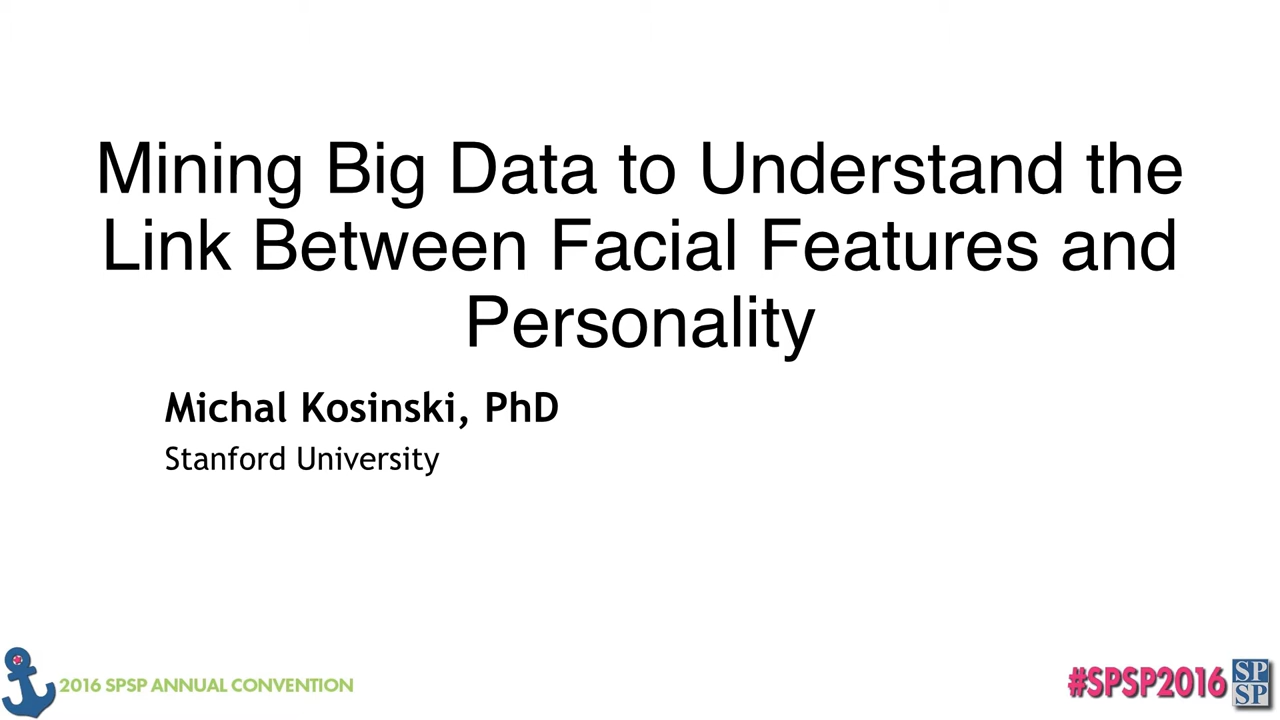 Mining Big Data to Understand the
Link Between Facial Features and
Personality
Michal Kosinski, PhD
Stanford University
2016 SPSP ANNUAL CONVENTION
#SPSP2016
SP
SP